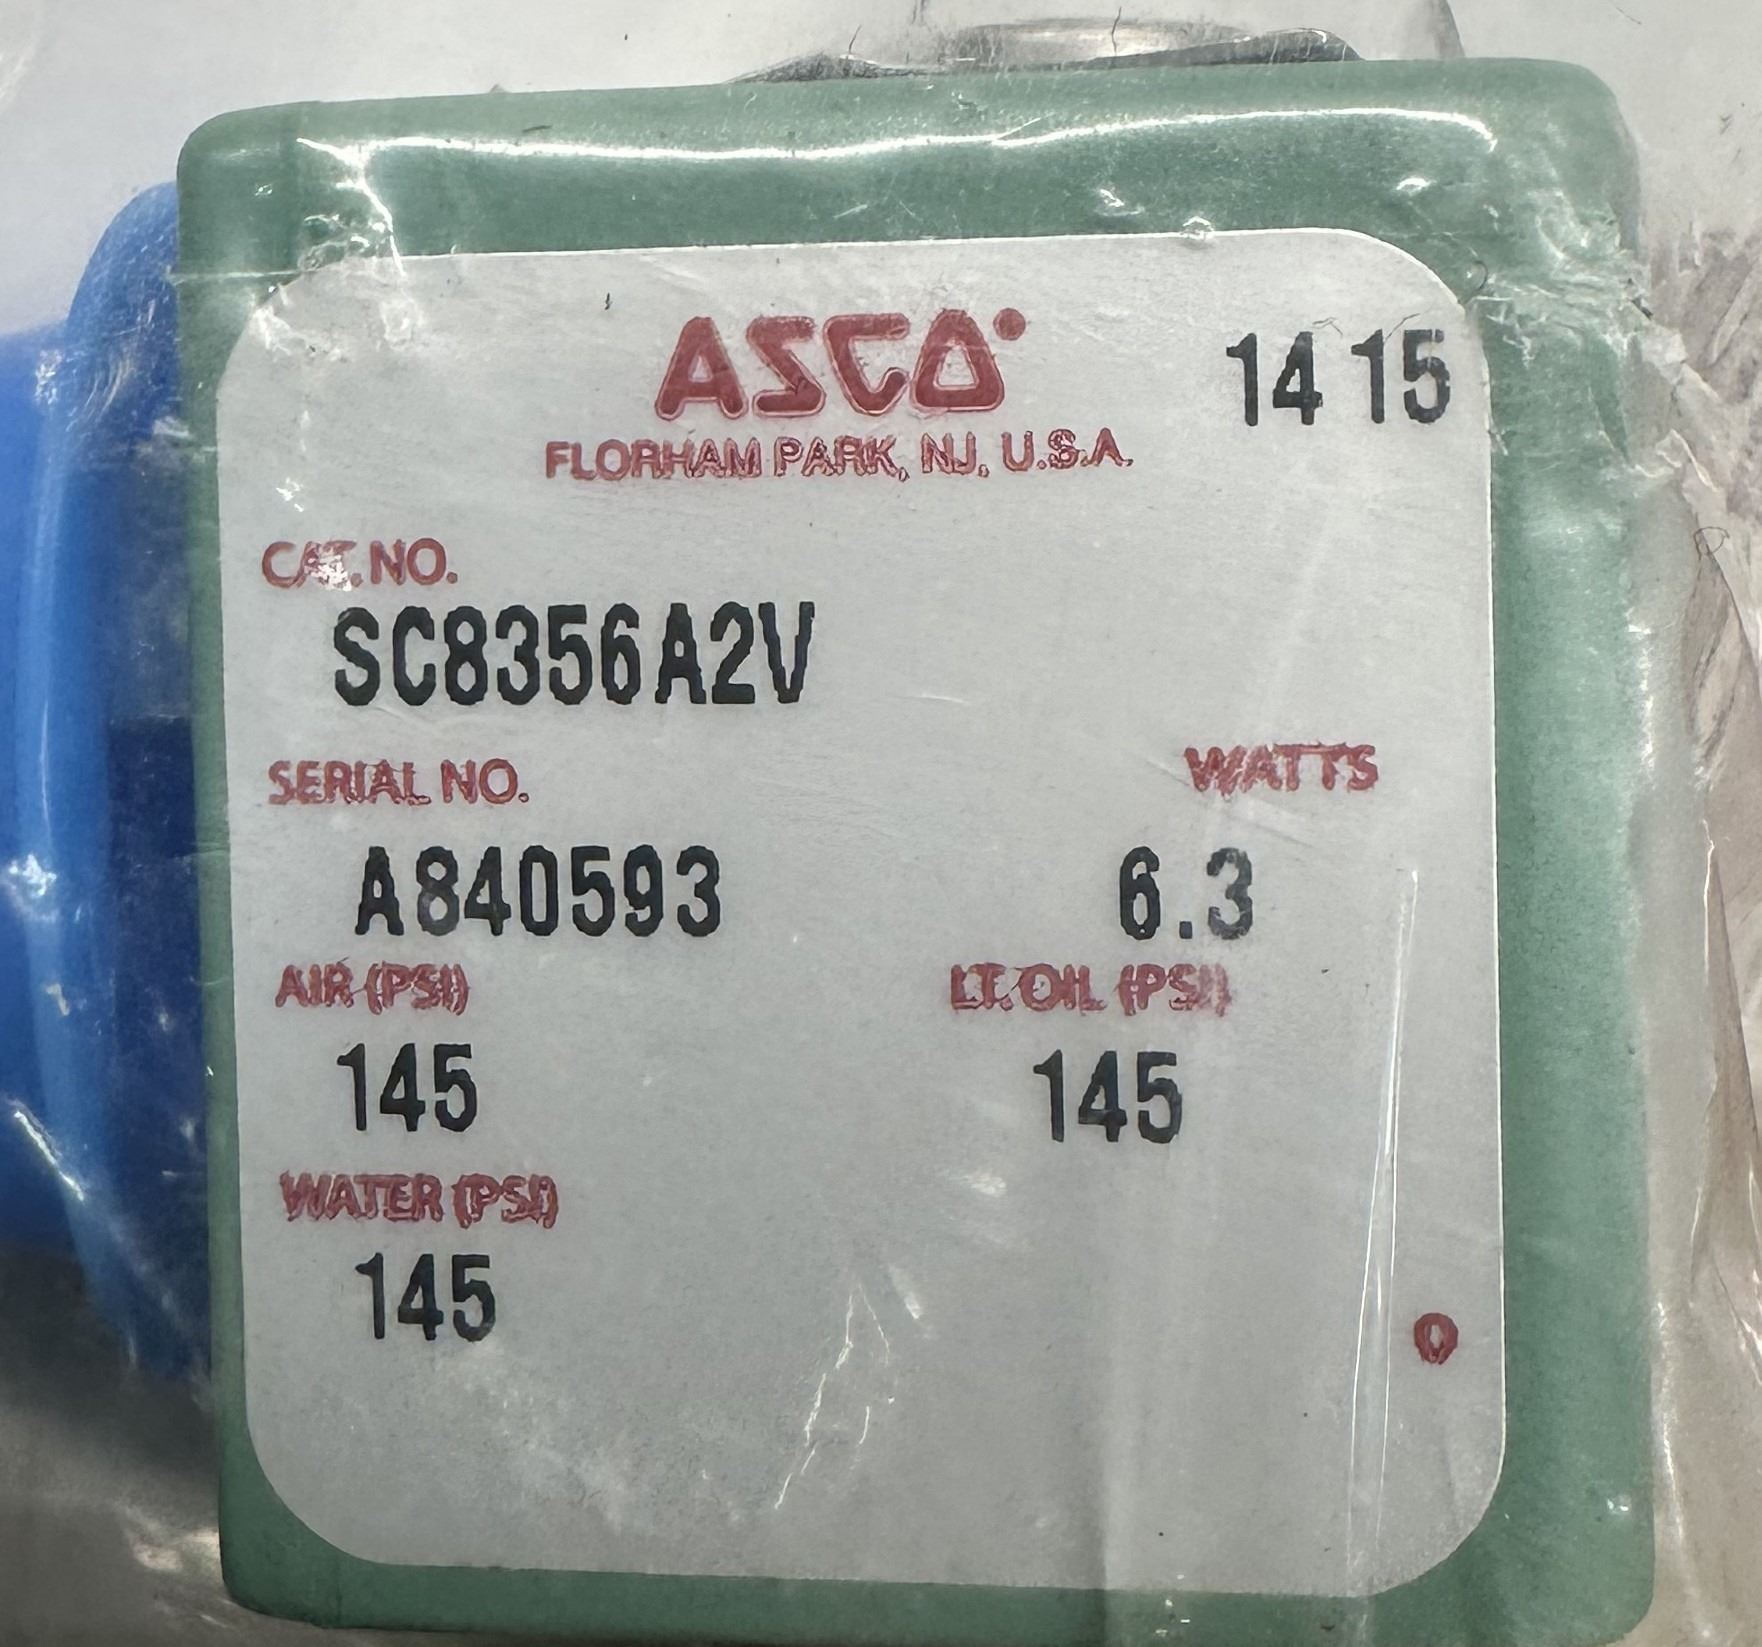 ASCO
14 15
FLORHAM PARK, NJ, U.S.A.
CAT. NO.
SC8356A2V
SERIAL NO.
WATTS
A840593
6.3
AIR (PSI)
LT. OIL (PSI)
145
145
WATER (PSI)
145
0